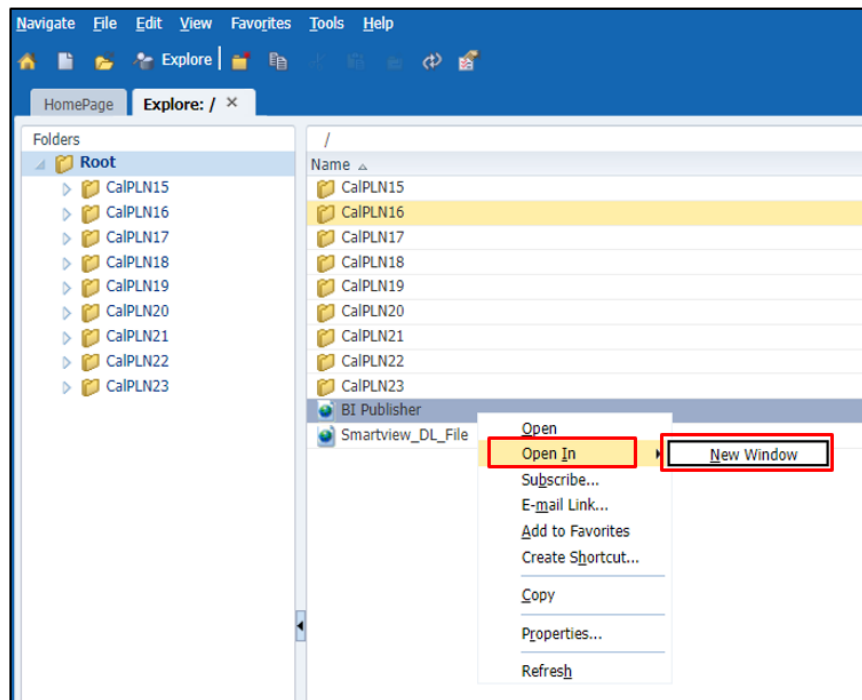 Navigate File Edit View Favorites Tools Help
Explore
HomePage Explore: / ×
Folders
Root
CalPLN15
CalPLN16
CalPLN17
CalPLN18
CalPLN19
CalPLN20
CalPLN21
CalPLN22
CalPLN23
/
Name
CalPLN15
CalPLN16
CalPLN17
CalPLN18
CalPLN19
CalPLN20
CalPLN21
CalPLN22
CalPLN23
BI Publisher
Smartview_DL_File
Open
Open In
New Window
Subscribe...
E-mail Link...
Add to Favorites
Create Shortcut...
Copy
Properties...
Refresh